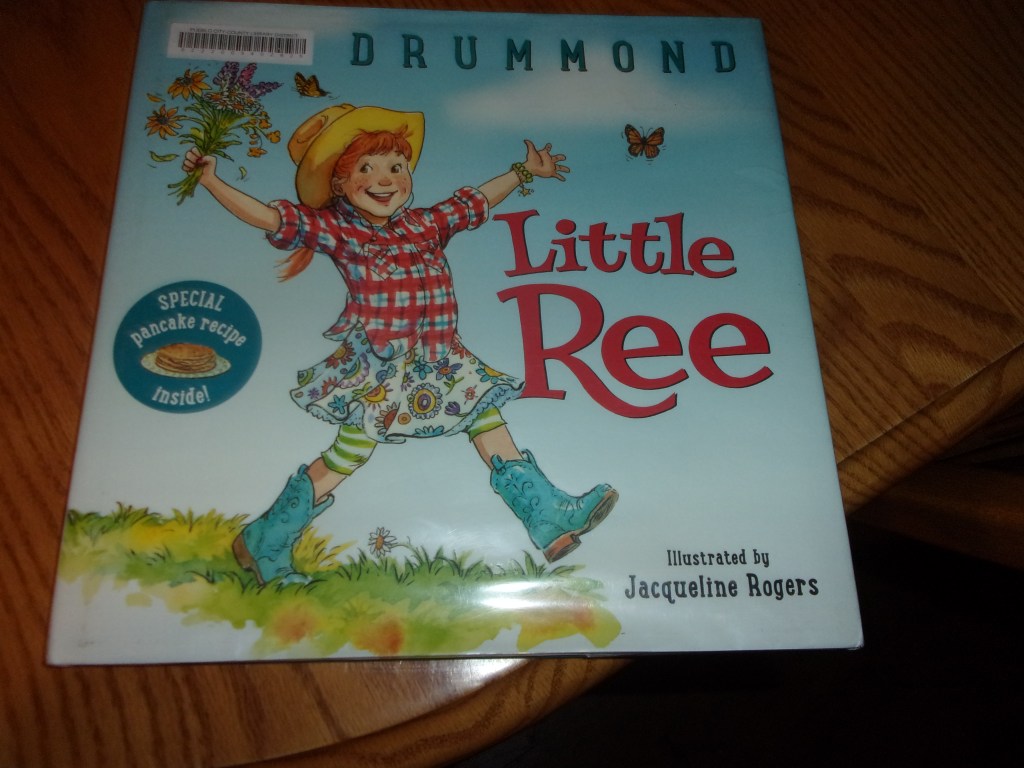 DRUMMOND
Little
Ree
SPECIAL
pancake recipe
inside!
Illustrated by
Jacqueline Rogers